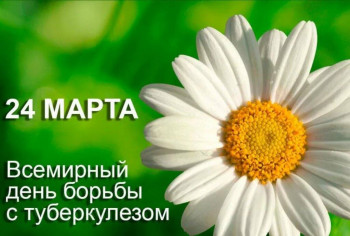 24 МАРТА
Всемирный
день борьбы
с туберкулезом